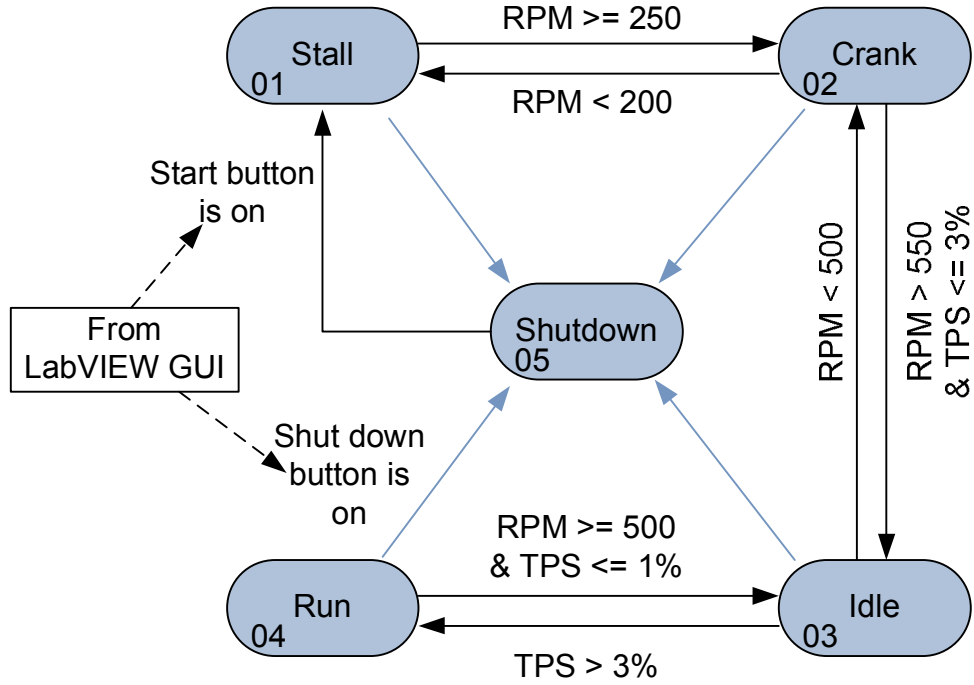 RPM >= 250
Stall
01
Crank
02
RPM < 200
Start button
is on
RPM < 500
RPM > 550
& TPS <= 3%
From
LabVIEW GUI
Shutdown
05
Shut down
button is
on
RPM >= 500
& TPS <= 1%
Run
04
Idle
03
TPS > 3%